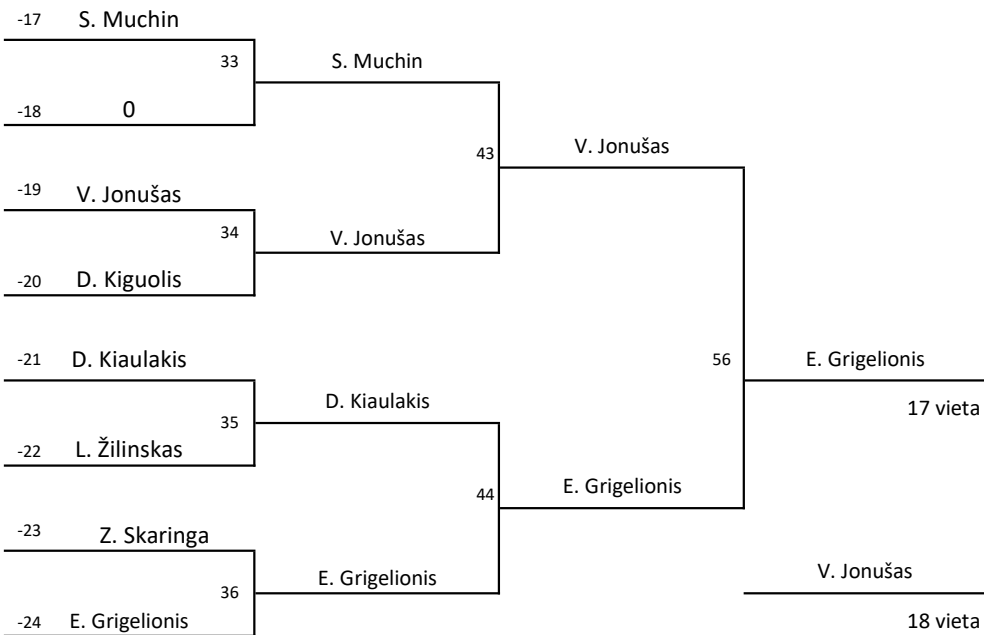 -17 S. Muchin
33 S. Muchin
-18 0
43 V. Jonušas
-19 V. Jonušas
34 V. Jonušas
-20 D. Kiguolis
-21 D. Kiaulakis
56 E. Grigelionis
D. Kiaulakis
17 vieta
35
-22 L. Žilinskas
44 E. Grigelionis
-23 Z. Skaringa
E. Grigelionis
V. Jonušas
36
-24 E. Grigelionis
18 vieta